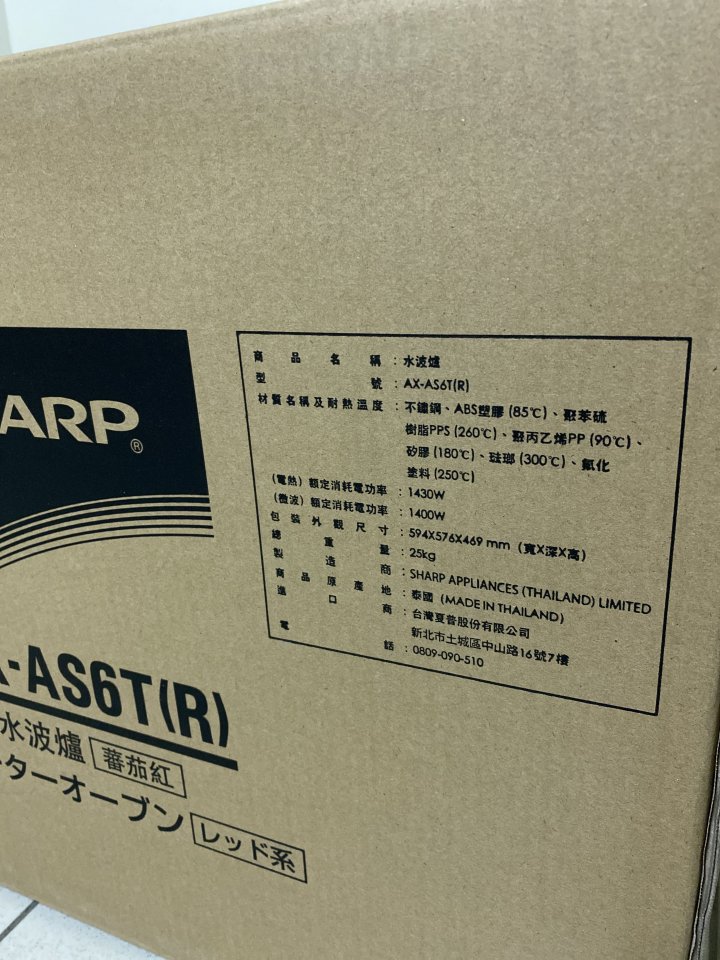 ARP®
商品名稱：水波爐
型號：AX-AS6T(R)
材質名稱及耐熱溫度：不鏽鋼、ABS塑膠(85℃)、聚苯硫
樹脂PPS(260℃)、聚丙乙烯PP(90℃)、
矽膠(180℃)、琺瑯(300℃)、氟化
塗料(250℃)
(電熱)額定消耗電功率：1430W
(微波)額定消耗電功率：1400W
包裝外觀尺寸：594X576X469 mm (寬X深X高)
總重量：25kg
製造商：SHARP APPLIANCES (THAILAND) LIMITED
商品原產地：泰國 (MADE IN THAILAND)
進口商：台灣夏普股份有限公司
新北市土城區中山路16號7樓
電話：0809-090-510
-AS6T(R)
水波爐 蕃茄紅
ターオーブン レッド系